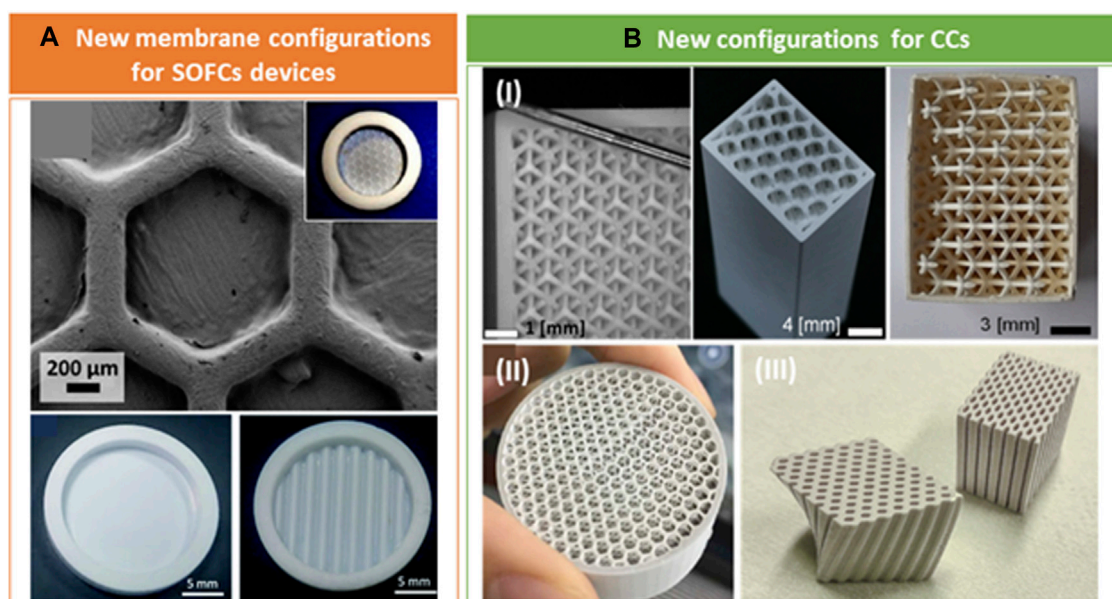 A New membrane configurations
for SOFCs devices
200 µm
5 mm
5 mm
B New configurations for CCs
(I)
1 [mm]
4 [mm]
3 [mm]
(II)
(III)